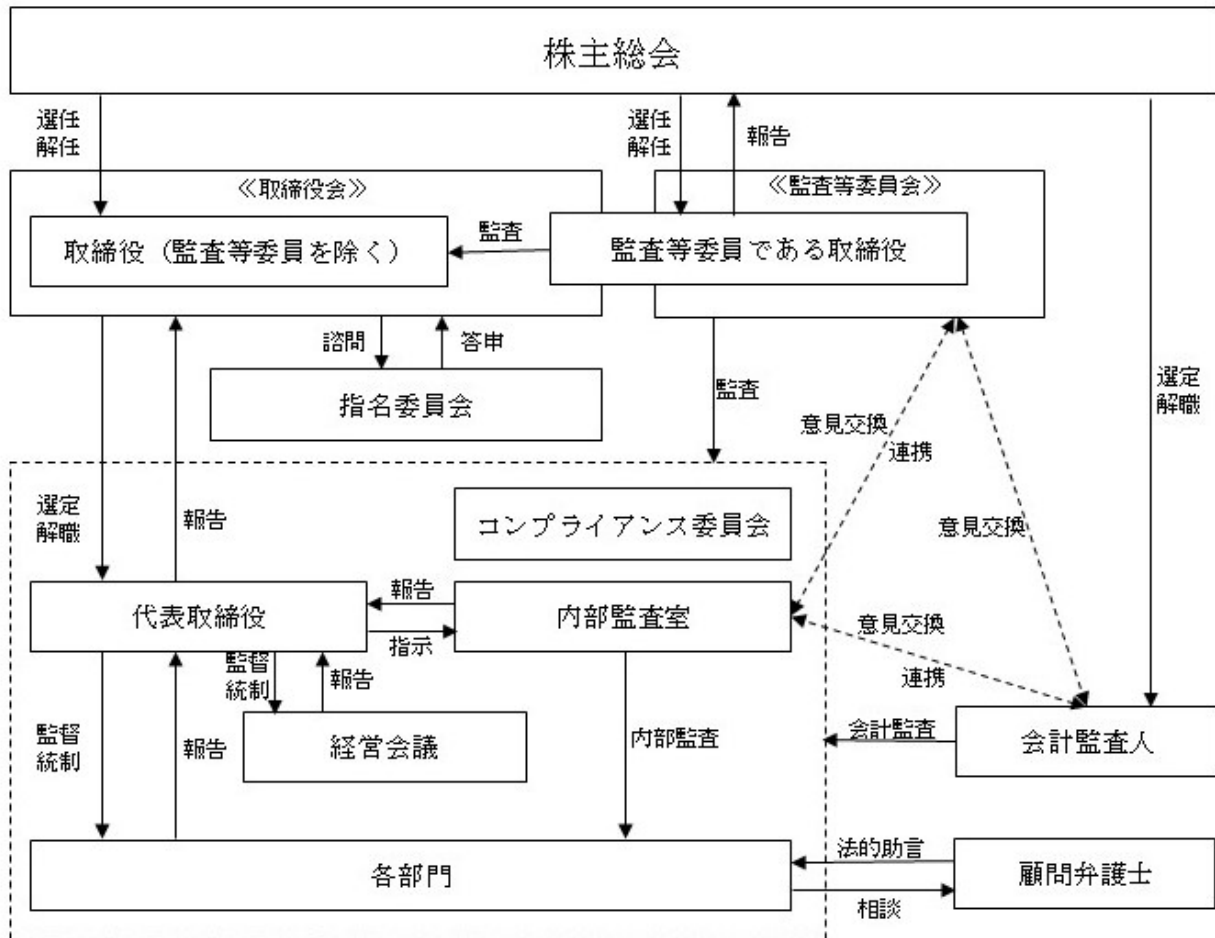 株主総会
選任
解任
選任
解任
報告
≪取締役会≫
≪監査等委員会≫
取締役（監査等委員を除く）
監査
監査等委員である取締役
諮問
答申
監査
選定
解職
指名委員会
意見交換
連携
選定
解職
報告
コンプライアンス委員会
意見交換
代表取締役
報告
指示
内部監査室
意見交換
連携
監督
統制
報告
監督
統制
報告
経営会議
内部監査
会計監査
会計監査人
各部門
法的助言
相談
顧問弁護士